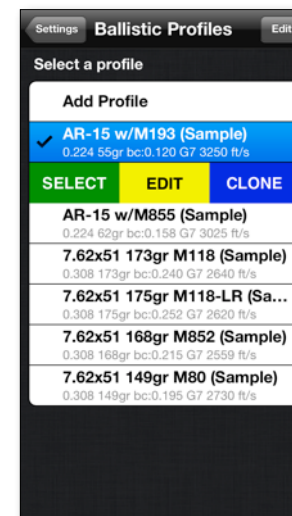 Settings Ballistic Profiles Edit
Select a profile
Add Profile
AR-15 w/M193 (Sample)
0.224 55gr bc:0.120 G7 3250 ft/s
SELECT EDIT CLONE
AR-15 w/M855 (Sample)
0.224 62gr bc:0.158 G7 3025 ft/s
7.62x51 173gr M118 (Sample)
0.308 173gr bc:0.240 G7 2640 ft/s
7.62x51 175gr M118-LR (Sa...
0.308 175gr bc:0.252 G7 2620 ft/s
7.62x51 168gr M852 (Sample)
0.308 168gr bc:0.215 G7 2559 ft/s
7.62x51 149gr M80 (Sample)
0.308 149gr bc:0.195 G7 2730 ft/s